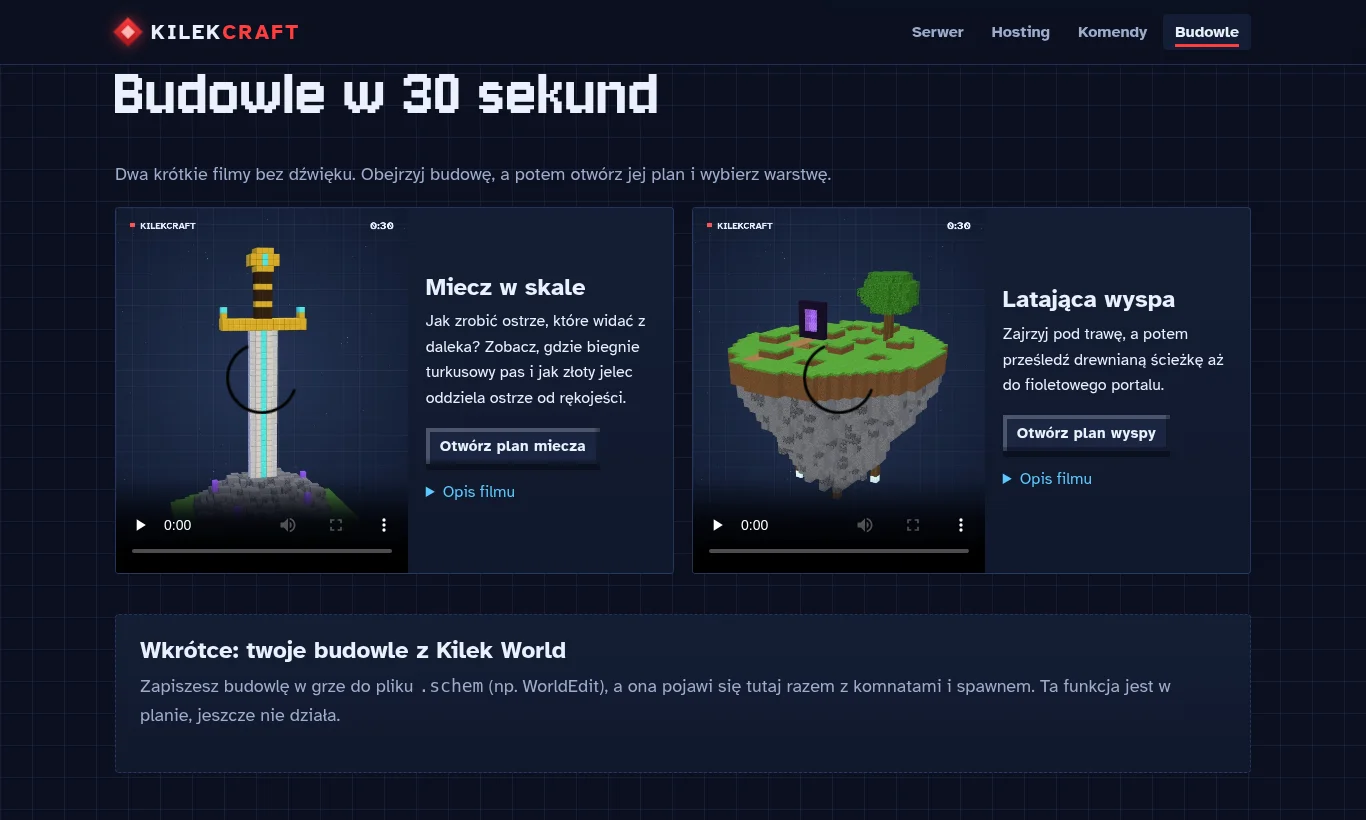 KILEKCRAFT
Serwer Hosting Komendy Budowle
Budowle w 30 sekund
Dwa krótkie filmy bez dźwięku. Obejrzyj budowę, a potem otwórz jej plan i wybierz warstwę.
KILEKCRAFT 0:30
Miecz w skale
Jak zrobić ostrze, które widać z
daleka? Zobacz, gdzie biegnie
turkusowy pas i jak złoty jelec
oddziela ostrze od rękojeści.
Otwórz plan miecza
Opis filmu
0:00
KILEKCRAFT 0:30
Latająca wyspa
Zajrzyj pod trawę, a potem
prześledź drewnianą ścieżkę aż
do fioletowego portalu.
Otwórz plan wyspy
Opis filmu
0:00
Wkrótce: twoje budowle z Kilek World
Zapiszesz budowlę w grze do pliku .schem (np. WorldEdit), a ona pojawi się tutaj razem z komnatami i spawnem. Ta funkcja jest w
planie, jeszcze nie działa.